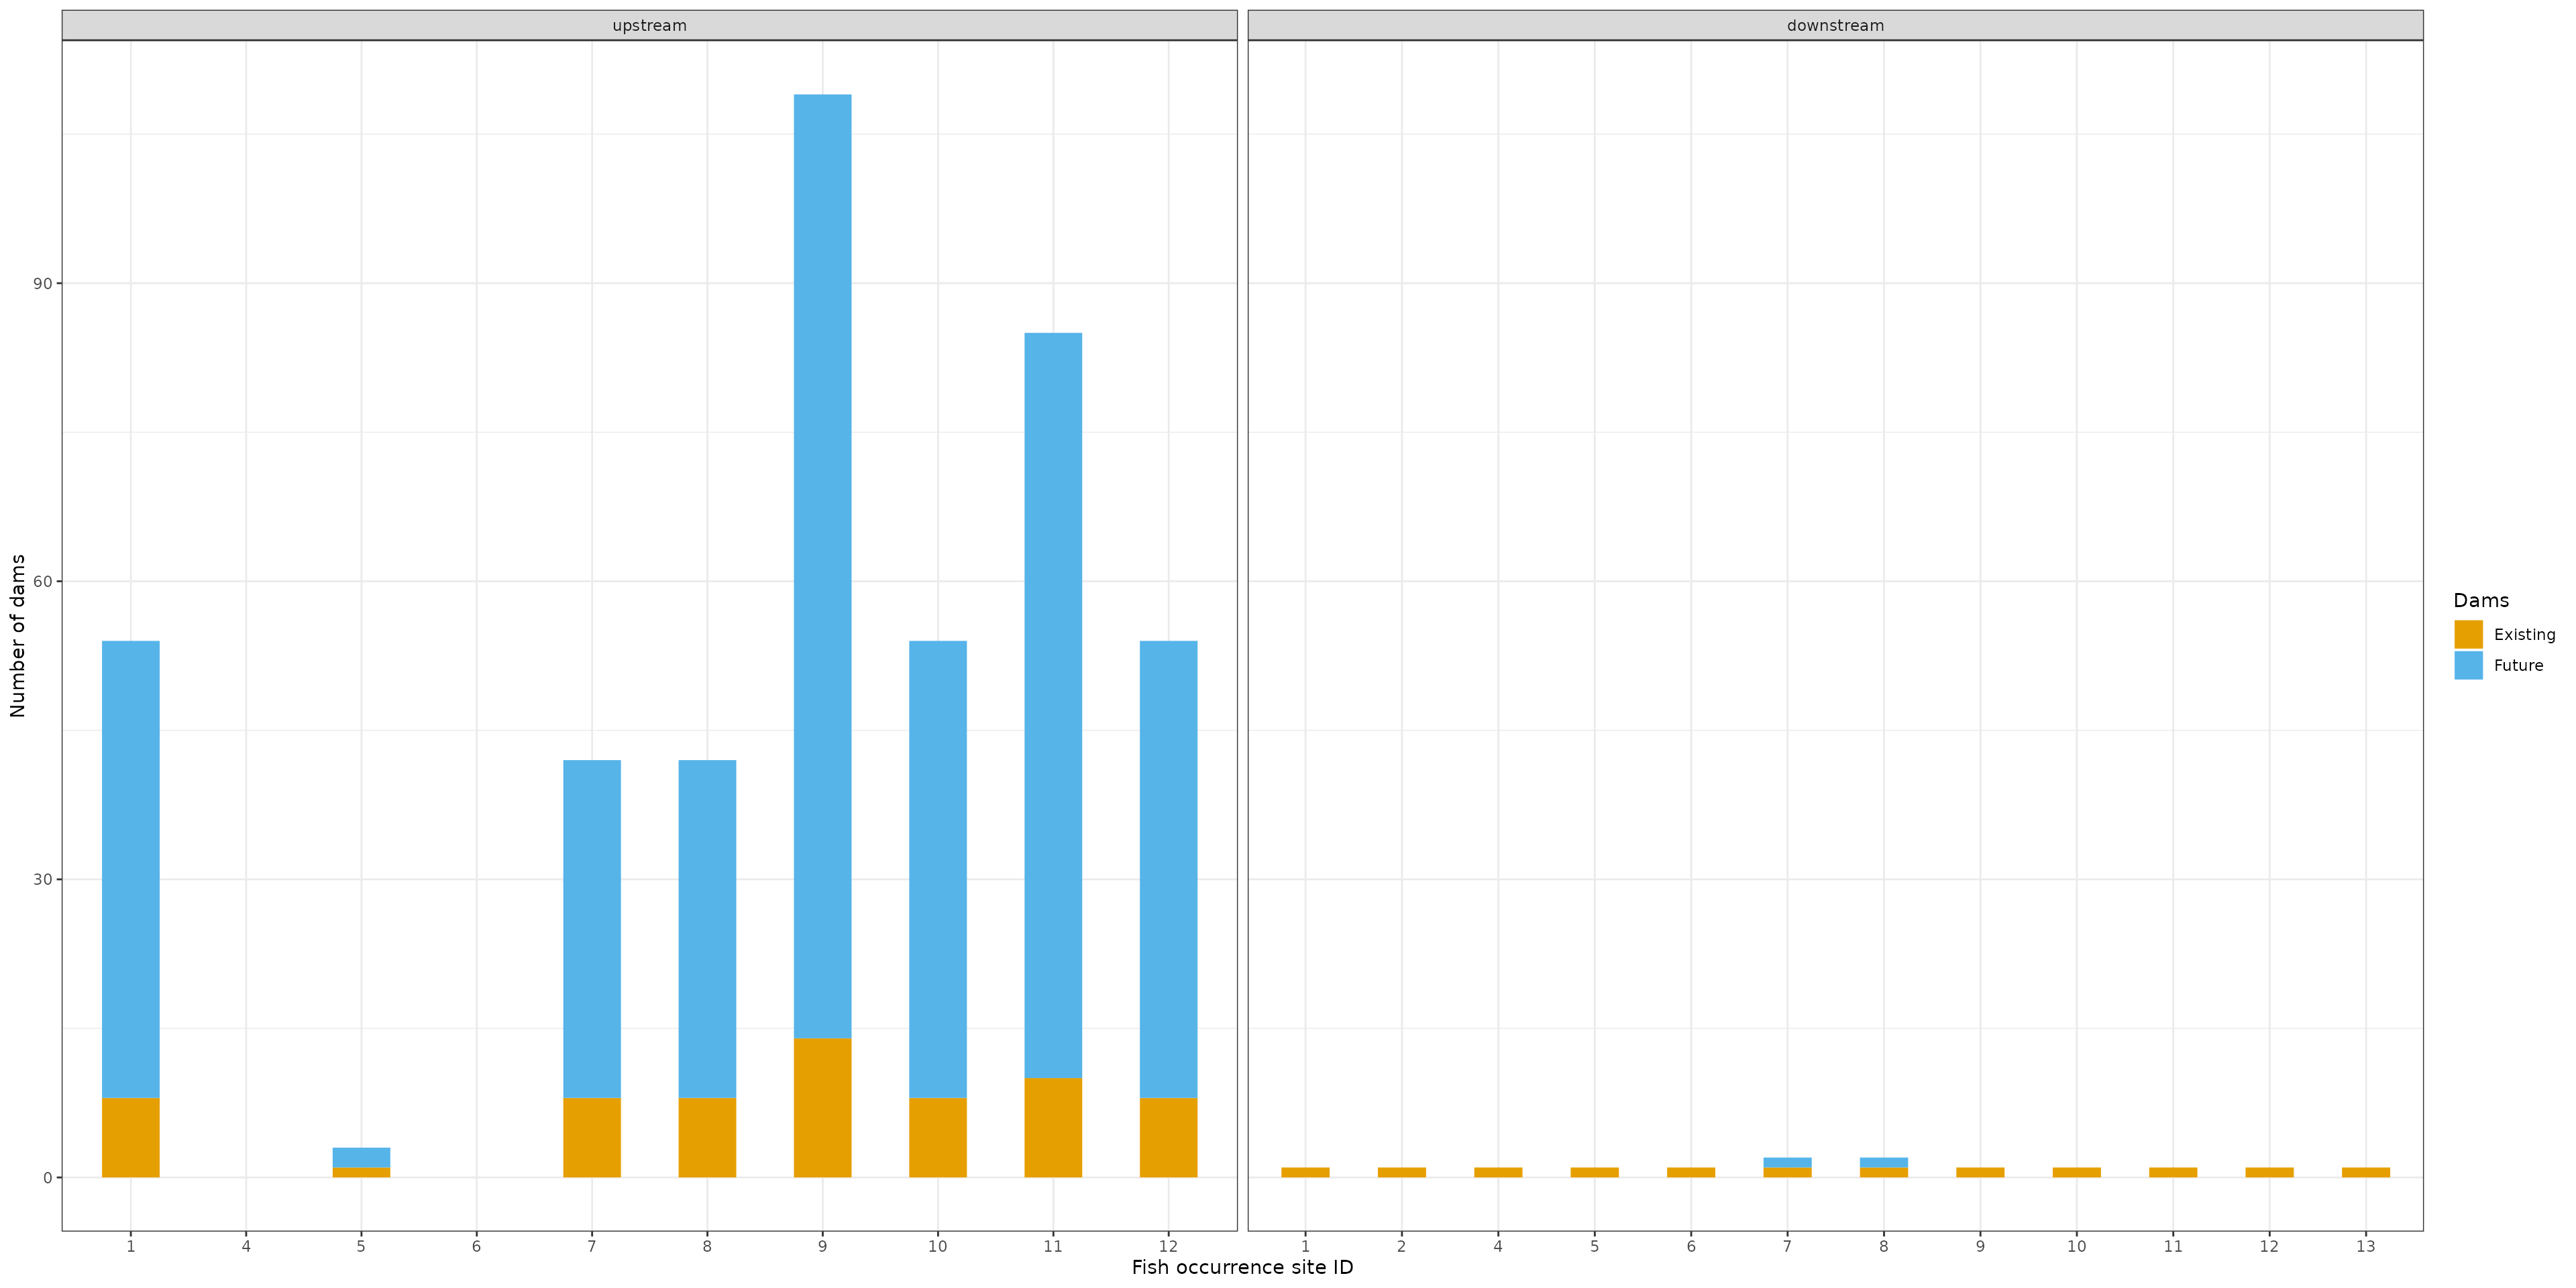 upstream downstream
Number of dams
90
60
30
0
1 4 5 6 7 8 9 10 11 12
1 2 4 5 6 7 8 9 10 11 12 13
Fish occurrence site ID
Dams
Existing
Future